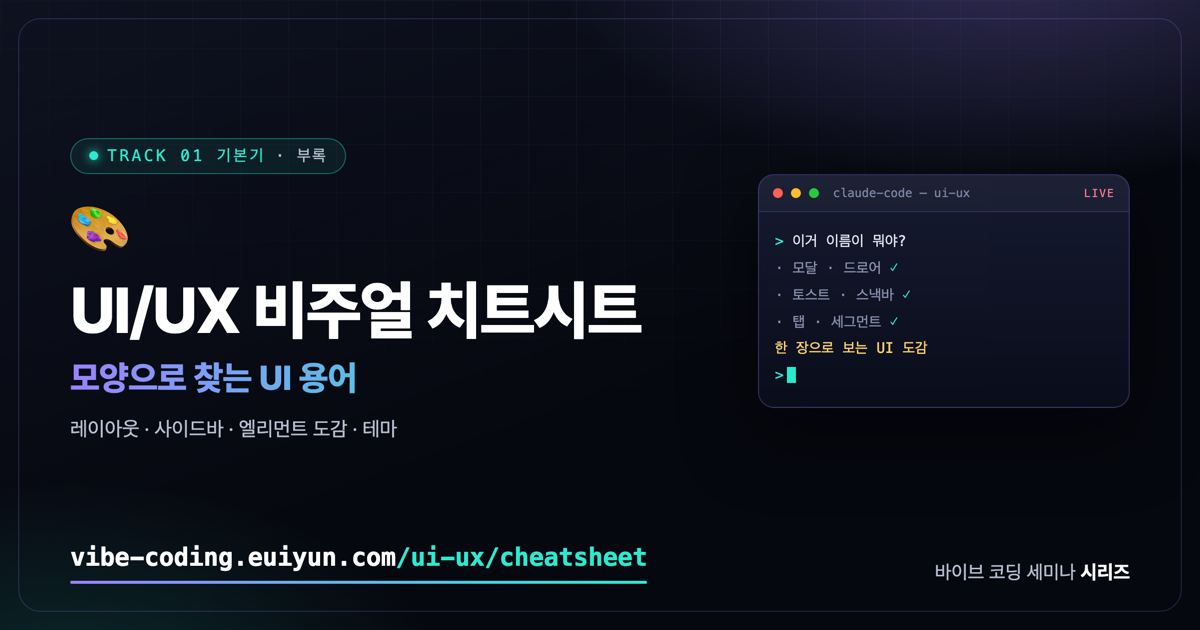 TRACK 01 기본기 · 부록
UI/UX 비주얼 치트시트
모양으로 찾는 UI 용어
레이아웃 · 사이드바 · 엘리먼트 도감 · 테마
claude-code — ui-ux LIVE
> 이거 이름이 뭐야?
· 모달 · 드로어 ✓
· 토스트 · 스낵바 ✓
· 탭 · 세그먼트 ✓
한 장으로 보는 UI 도감
>
vibe-coding.euiyun.com/ui-ux/cheatsheet
바이브 코딩 세미나 시리즈